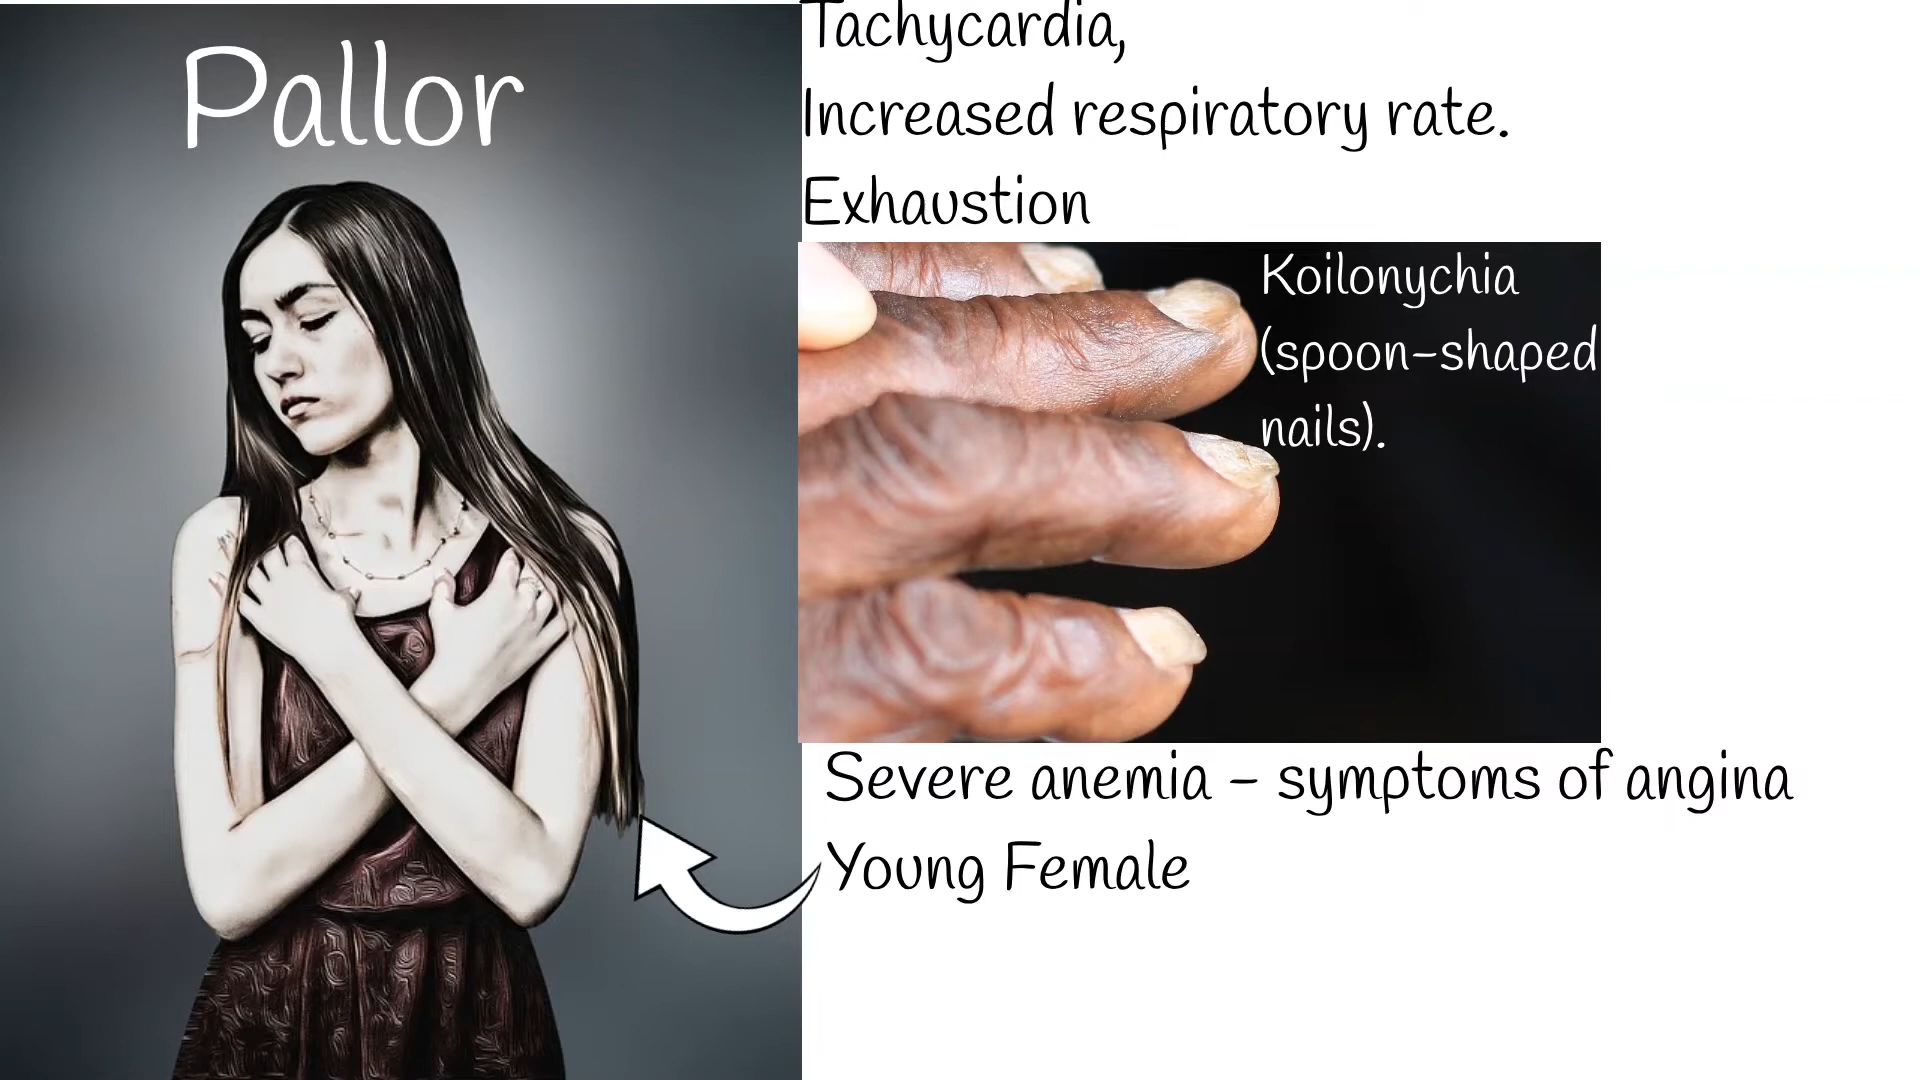 Pallor
Tachycardia,
Increased respiratory rate.
Exhaustion
Koilonychia
(spoon-shaped
nails).
Severe anemia - symptoms of angina
Young Female